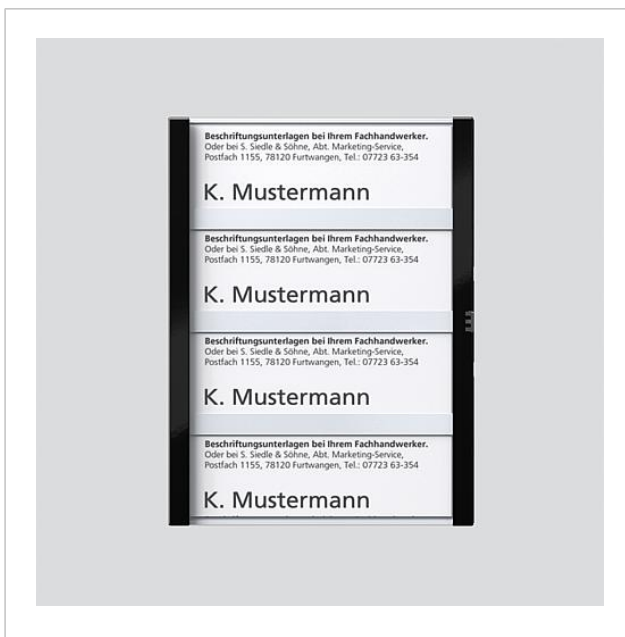 Beschriftungsunterlagen bei Ihrem Fachhandwerker.
Oder bei S. Siedle & Söhne, Abt. Marketing-Service,
Postfach 1155, 78120 Furtwangen, Tel.: 07723 63-354
K. Mustermann
Beschriftungsunterlagen bei Ihrem Fachhandwerker.
Oder bei S. Siedle & Söhne, Abt. Marketing-Service,
Postfach 1155, 78120 Furtwangen, Tel.: 07723 63-354
K. Mustermann
Beschriftungsunterlagen bei Ihrem Fachhandwerker.
Oder bei S. Siedle & Söhne, Abt. Marketing-Service,
Postfach 1155, 78120 Furtwangen, Tel.: 07723 63-354
K. Mustermann
Beschriftungsunterlagen bei Ihrem Fachhandwerker.
Oder bei S. Siedle & Söhne, Abt. Marketing-Service,
Postfach 1155, 78120 Furtwangen, Tel.: 07723 63-354
K. Mustermann